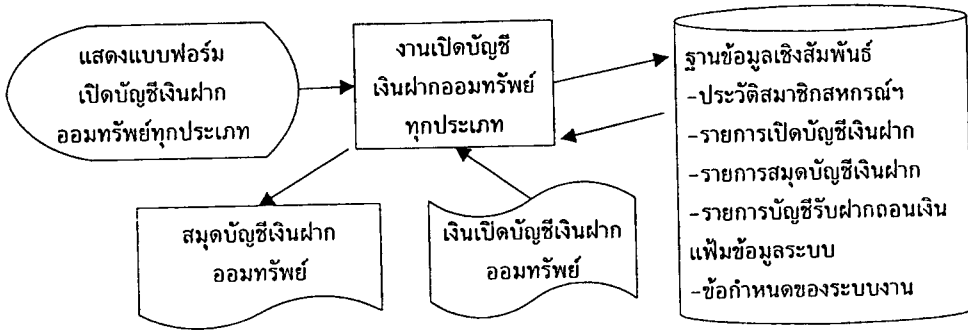 แสดงแบบฟอร์ม
เปิดบัญชีเงินฝาก
ออมทรัพย์ทุกประเภท
งานเปิดบัญชี
เงินฝากออมทรัพย์
ทุกประเภท
ฐานข้อมูลเชิงสัมพันธ์
-ประวัติสมาชิกสหกรณ์ฯ
-รายการเปิดบัญชีเงินฝาก
-รายการสมุดบัญชีเงินฝาก
-รายการบัญชีรับฝากถอนเงิน
แฟ้มข้อมูลระบบ
-ข้อกำหนดของระบบงาน
สมุดบัญชีเงินฝาก
ออมทรัพย์
เงินเปิดบัญชีเงินฝาก
ออมทรัพย์